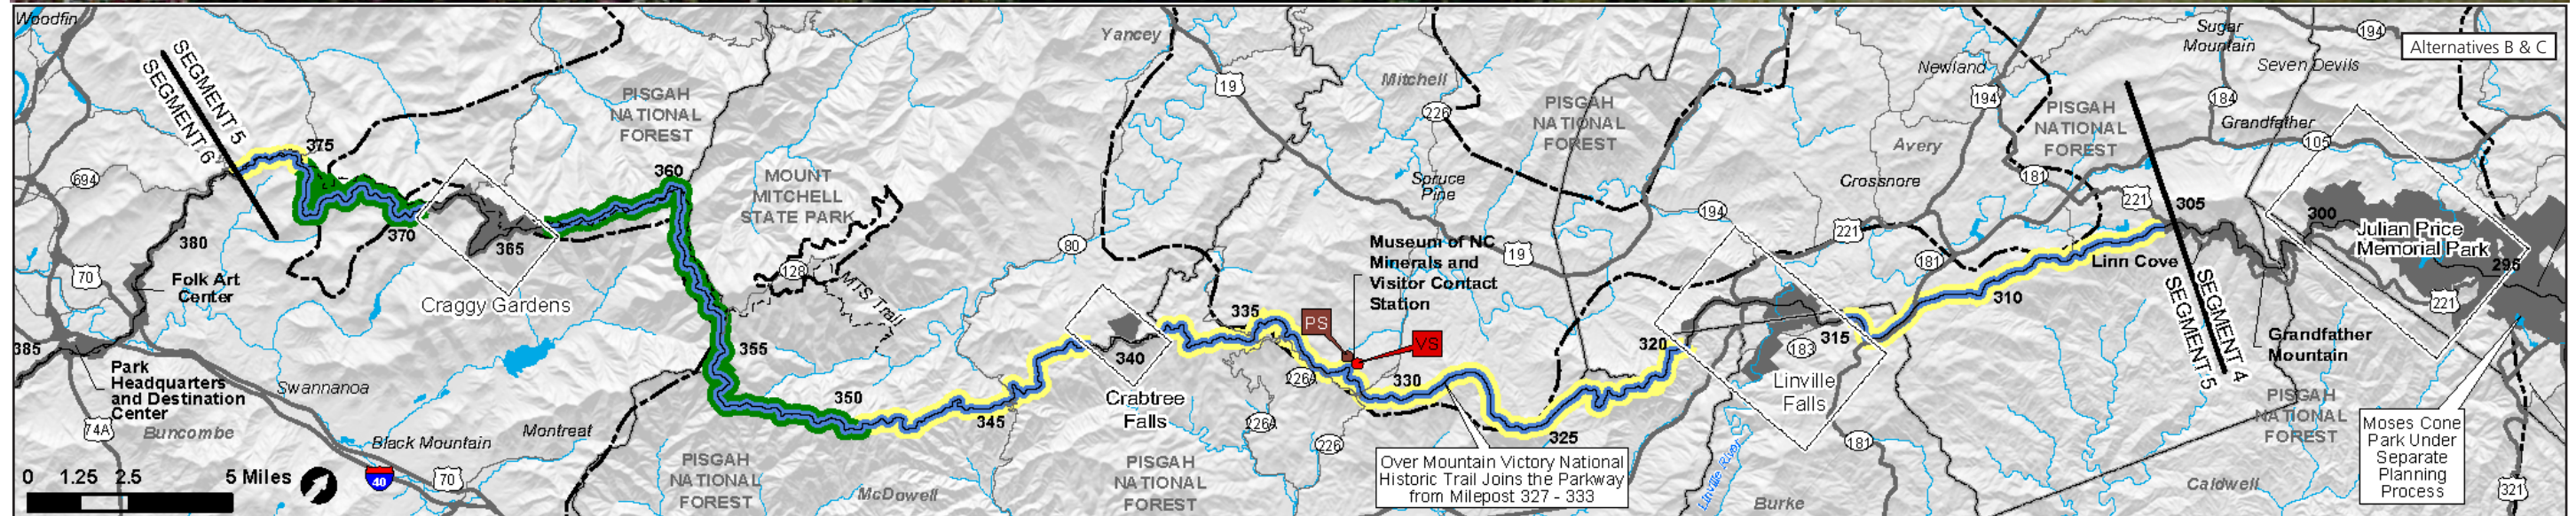 Woodfin
SEGMENT 5
SEGMENT 6
375
694
380
70
Folk Art
Center
385
Park
Headquarters
and Destination
Center
74A
Buncombe
Swannanoa
Black Mountain
Montreat
40
70
0 1.25 2.5 5 Miles
370
365
Craggy Gardens
PISGAH
NATIONAL
FOREST
360
MOUNT
MITCHELL
STATE PARK
128
MTS Trail
355
350
345
PISGAH
NATIONAL
FOREST
McDowell
Yancey
19
80
340
Crabtree
Falls
PISGAH
NATIONAL
FOREST
335
226A
226A
226
PS
VS
Museum of NC
Minerals and
Visitor Contact
Station
Mitchell
226
Spruce
Pine
19
330
325
Over Mountain Victory National
Historic Trail Joins the Parkway
from Milepost 327 - 333
PISGAH
NATIONAL
FOREST
194
320
183
315
Linville
Falls
Linville River
181
Burke
221
Crossnore
Avery
Newland
194
181
181
221
PISGAH
NATIONAL
FOREST
Linn Cove
310
305
SEGMENT 4
SEGMENT 5
Sugar
Mountain
Seven Devils
184
Grandfather
105
194
Alternatives B & C
300
Julian Price
Memorial Park
295
221
Grandfather
Mountain
PISGAH
NATIONAL
FOREST
Caldwell
Moses Cone
Park Under
Separate
Planning
Process
321